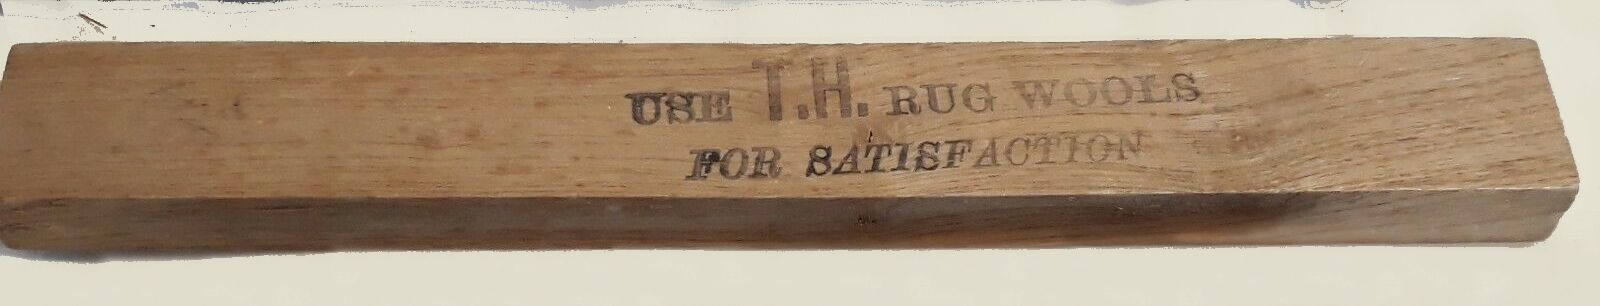 USE T.H. RUG WOOLS
FOR SATISFACTION